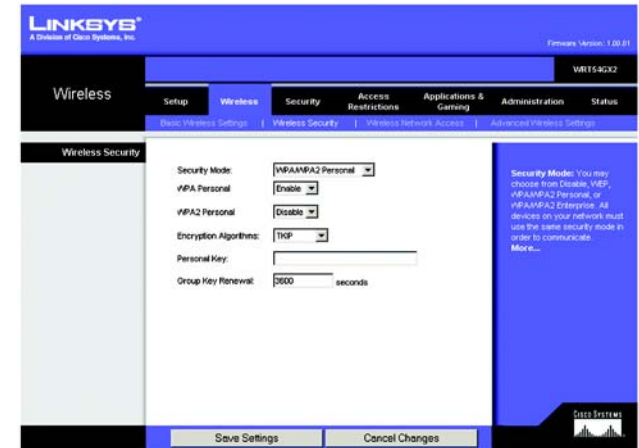 LINKSYS®
A Division of Cisco Systems, Inc.
Firmware Version: 1.00.01
WRT54GX2
Wireless
Setup
Wireless
Security
Access Restrictions
Applications & Gaming
Administration
Status
Basic Wireless Settings | Wireless Security | Wireless Network Access | Advanced Wireless Settings
Wireless Security
Security Mode: WPA/WPA2 Personal
WPA Personal Enable
WPA2 Personal Disable
Encryption Algorithms: TKIP
Personal Key:
Group Key Renewal: 3600 seconds
Security Mode: You may
choose from Disable, WEP,
WPA/WPA2 Personal, or
WPA/WPA2 Enterprise. All
devices on your network must
use the same security mode in
order to communicate.
More...
Save Settings
Cancel Changes
CISCO SYSTEMS